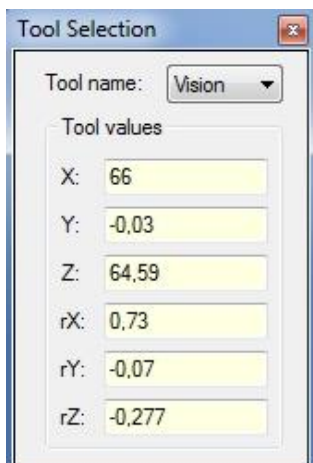 Tool Selection
Tool name: Vision
Tool values
X: 66
Y: -0,03
Z: 64,59
rX: 0,73
rY: -0,07
rZ: -0,277